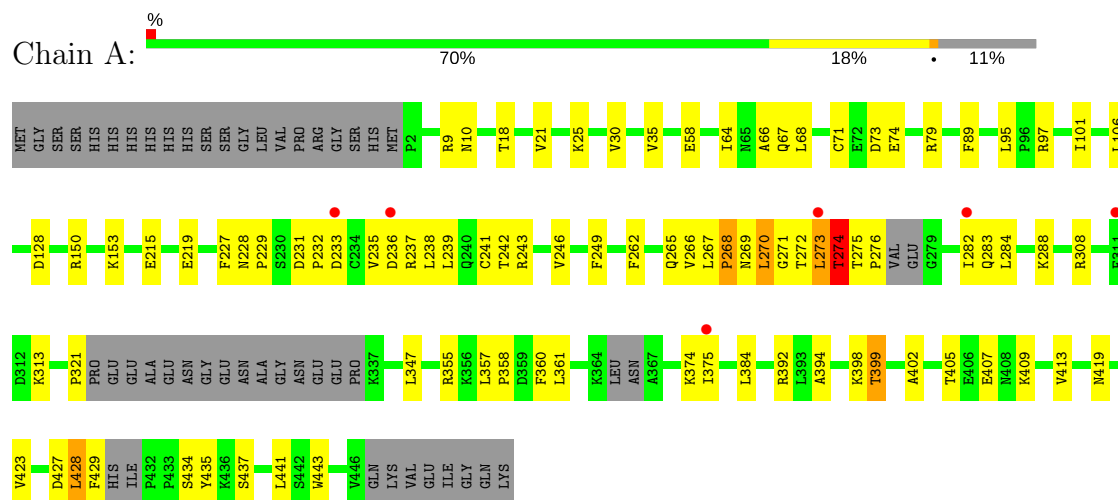 %
Chain A:
70% 18% • 11%
MET GLY SER SER HIS HIS HIS HIS HIS HIS SER SER GLY LEU VAL PRO ARG GLY SER HIS MET P2 R9 N10 T18 V21 K25 V30 V35 E58 I64 N65 A66 Q67 L68 C71 E72 D73 E74 R79 F89 L95 P96 R97 I101
D128 R150 K153 E215 E219 F227 N228 P229 S230 D231 P232 D233 C234 V235 D236 R237 L238 L239 Q240 C241 T242 R243 V246 F249 F262 Q265 V266 L267 P268 N269 L270 G271 T272 L273 T274 T275 P276 VAL GLU G279 I282 Q283 L284 K288 R308 E311
D312 K313 P321 PRO GLU GLU ALA GLU ASN GLY GLU ASN ALA GLY ASN GLU GLU PRO K337 L347 R355 K356 L357 P358 D359 F360 L361 K364 LEU ASN A367 K374 I375 L384 R392 L393 A394 K398 T399 A402 T405 E406 E407 N408 K409 V413 N419
V423 D427 L428 F429 HIS ILE P432 P433 S434 Y435 K436 S437 L441 S442 W443 V446 GLN LYS VAL GLU ILE GLY GLN LYS